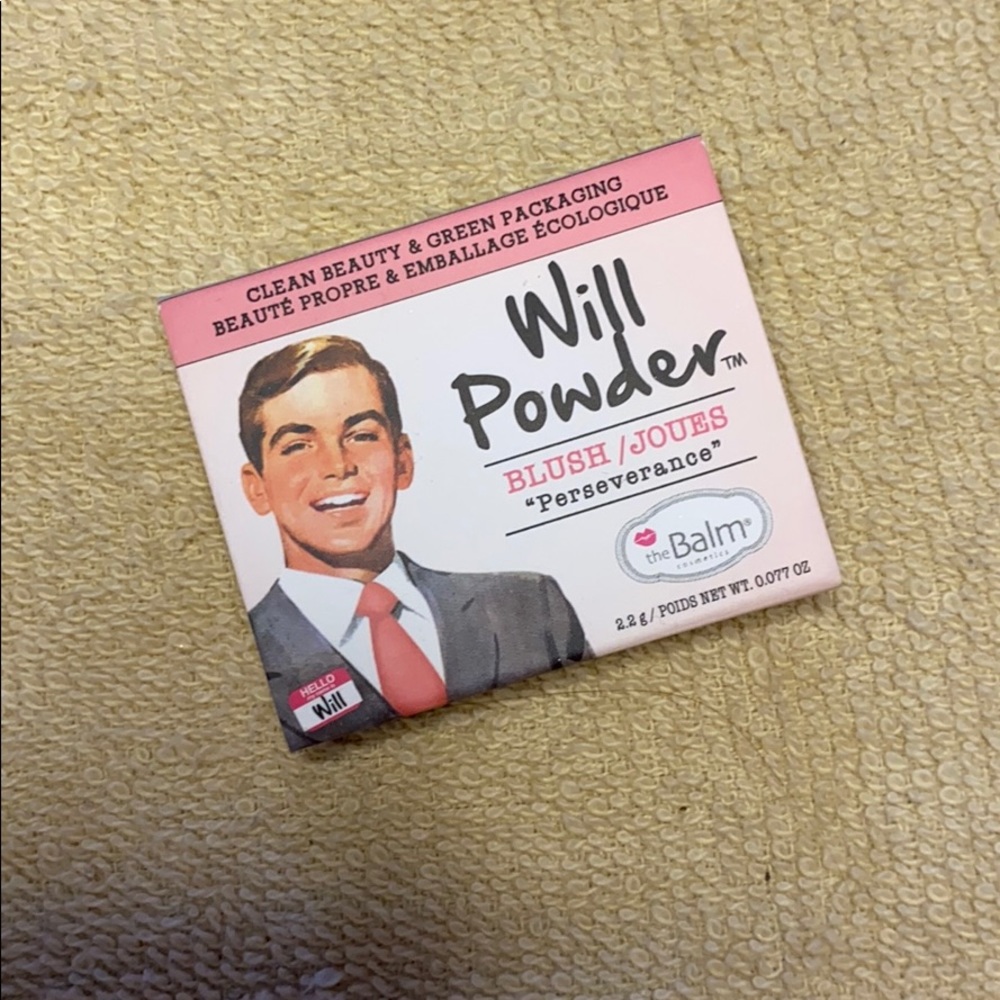 CLEAN BEAUTY & GREEN PACKAGING
BEAUTÉ PROPRE & EMBALLAGE ÉCOLOGIQUE
Will
Powder™
BLUSH /JOUES
“Perseverance”
theBalm®
cosmetics
2.2 g / POIDS NET WT. 0.077 OZ
HELLO
Will